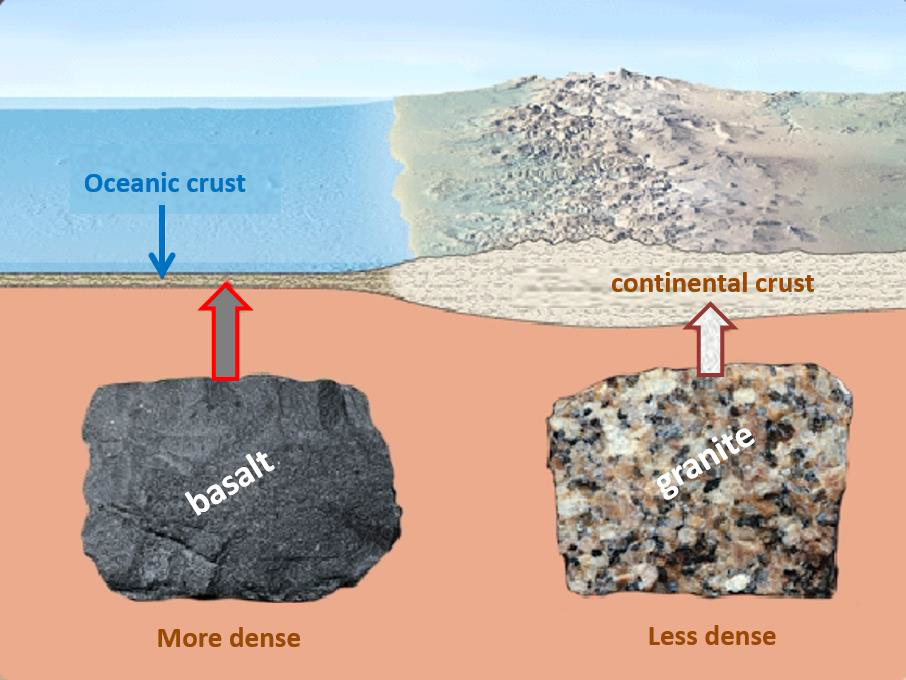 Oceanic crust
continental crust
basalt
granite
More dense
Less dense